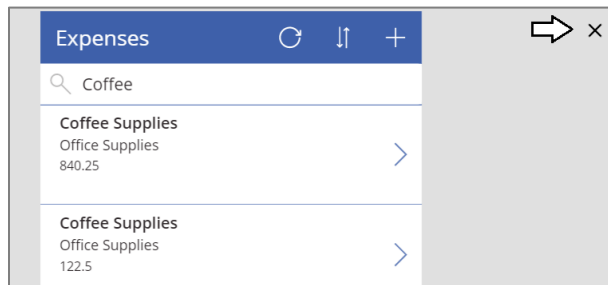 Expenses
Coffee
Coffee Supplies
Office Supplies
840.25
Coffee Supplies
Office Supplies
122.5